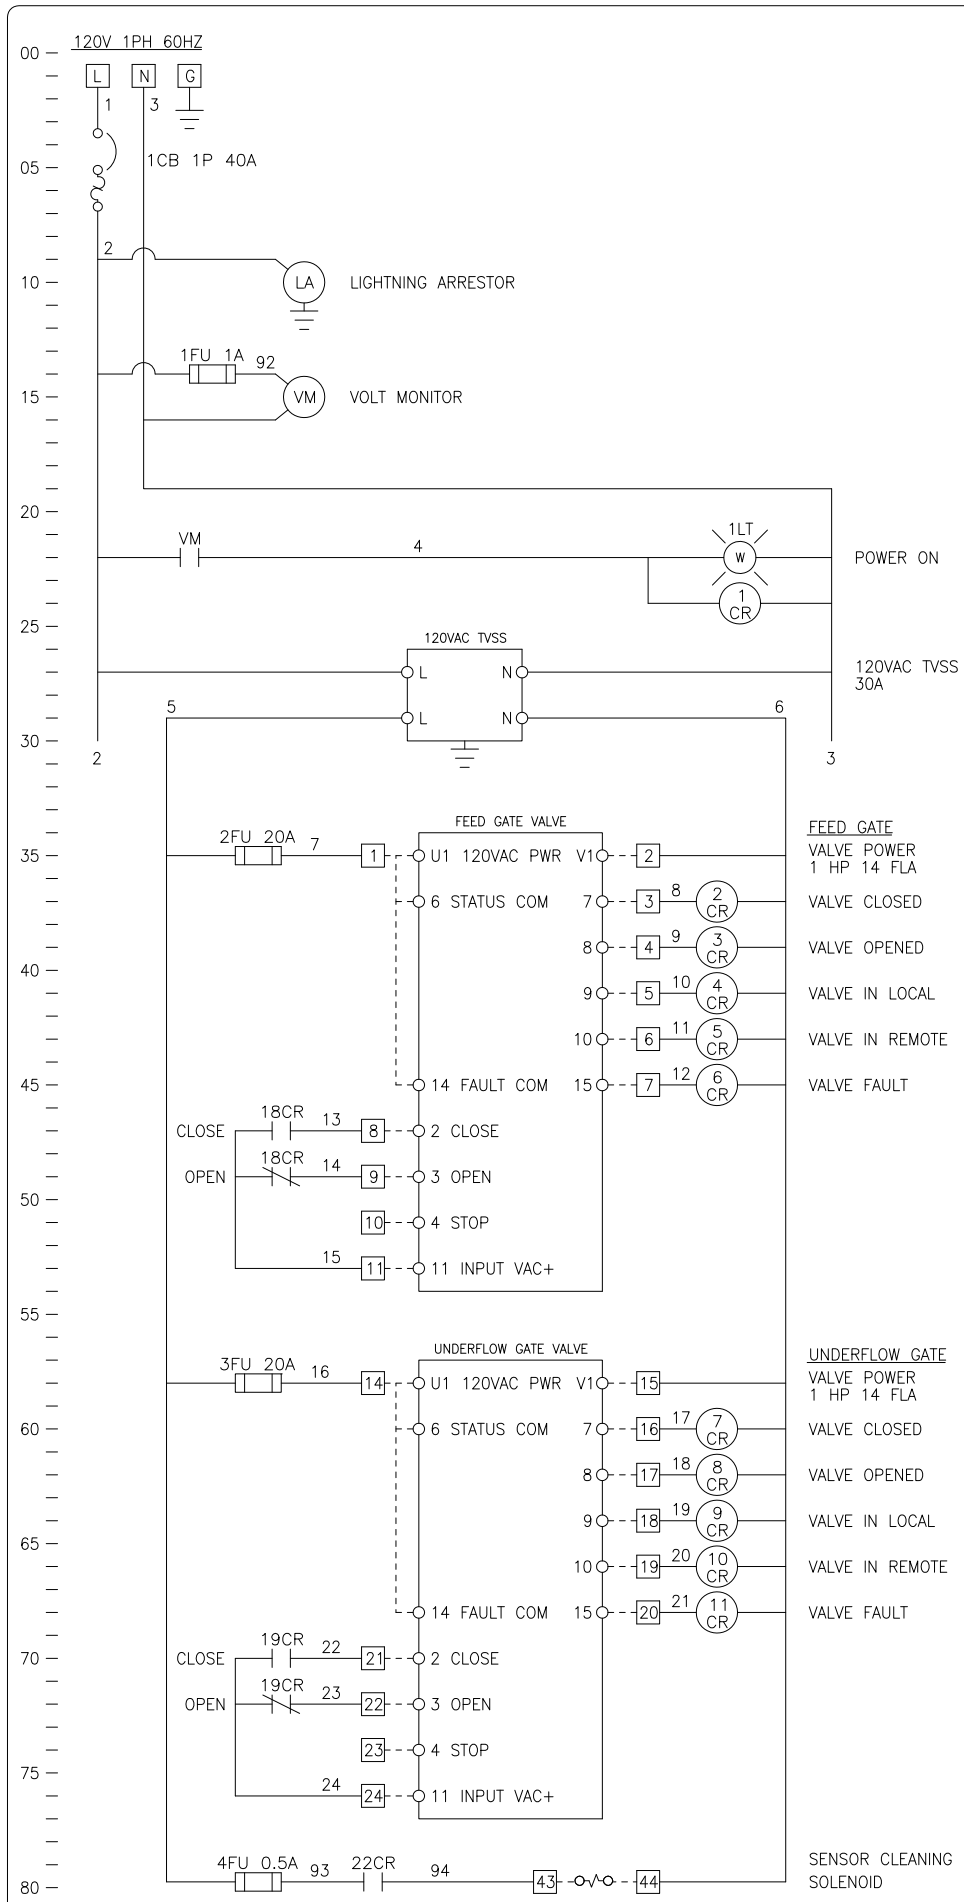 120V 1PH 60HZ
00
L N G
1 3
05
1CB 1P 40A
2
10
LA LIGHTNING ARRESTOR
1FU 1A 92
15
VM VOLT MONITOR
20
VM 4 1LT
W POWER ON
1
CR
25
120VAC TVSS
L N 120VAC TVSS
30A
5 L N 6
30
2 3
FEED GATE VALVE
FEED GATE
2FU 20A 7
35 1 U1 120VAC PWR V1 2 VALVE POWER
1 HP 14 FLA
6 STATUS COM 7 3 8 2
CR VALVE CLOSED
8 4 9 3
CR VALVE OPENED
40
9 5 10 4
CR VALVE IN LOCAL
10 6 11 5
CR VALVE IN REMOTE
45 14 FAULT COM 15 7 12 6
CR VALVE FAULT
CLOSE 18CR 13 8 2 CLOSE
OPEN 18CR 14 9 3 OPEN
50
10 4 STOP
15 11 11 INPUT VAC+
55
UNDERFLOW GATE VALVE
UNDERFLOW GATE
3FU 20A 16 14 U1 120VAC PWR V1 15 VALVE POWER
1 HP 14 FLA
60 6 STATUS COM 7 16 17 7
CR VALVE CLOSED
8 17 18 8
CR VALVE OPENED
9 18 19 9
CR VALVE IN LOCAL
65
10 19 20 10
CR VALVE IN REMOTE
14 FAULT COM 15 20 21 11
CR VALVE FAULT
70 CLOSE 19CR 22 21 2 CLOSE
OPEN 19CR 23 22 3 OPEN
23 4 STOP
75
24 24 11 INPUT VAC+
4FU 0.5A 93 22CR 94 43 44 SENSOR CLEANING
80 SOLENOID